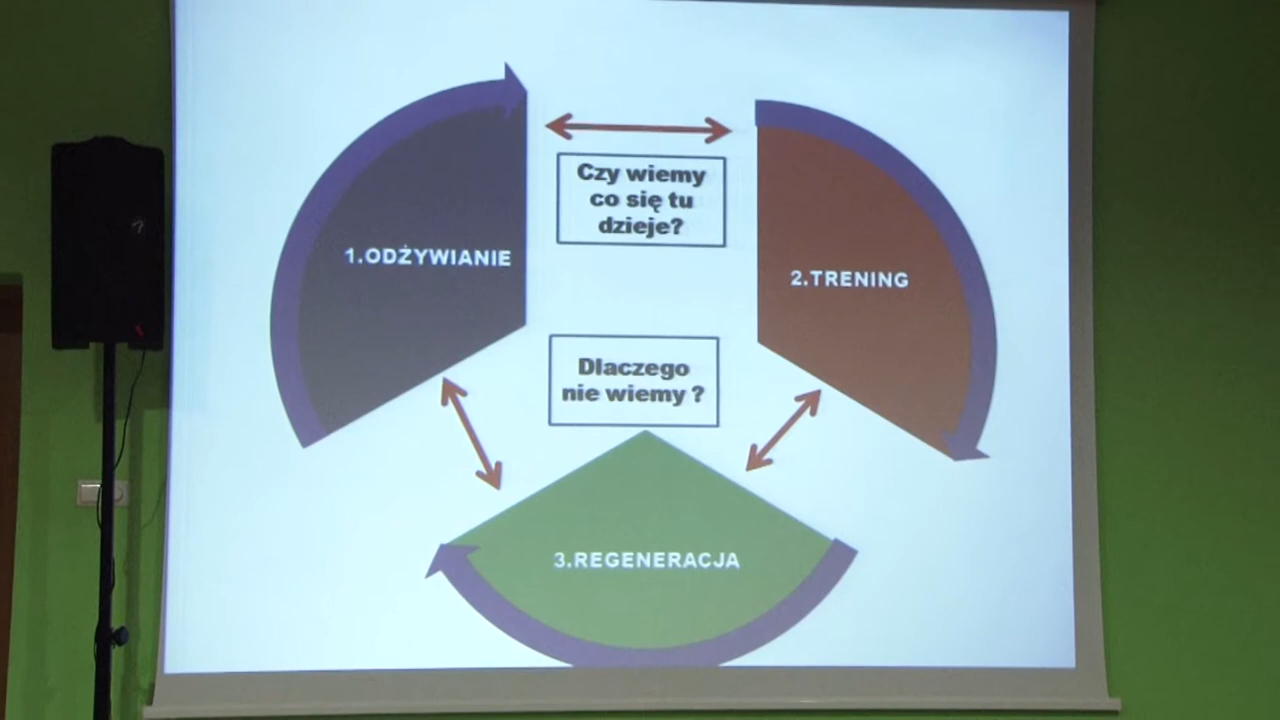 Czy wiemy
co się tu
dzieje?
1.ODŻYWIANIE
2.TRENING
Dlaczego
nie wiemy ?
3.REGENERACJA